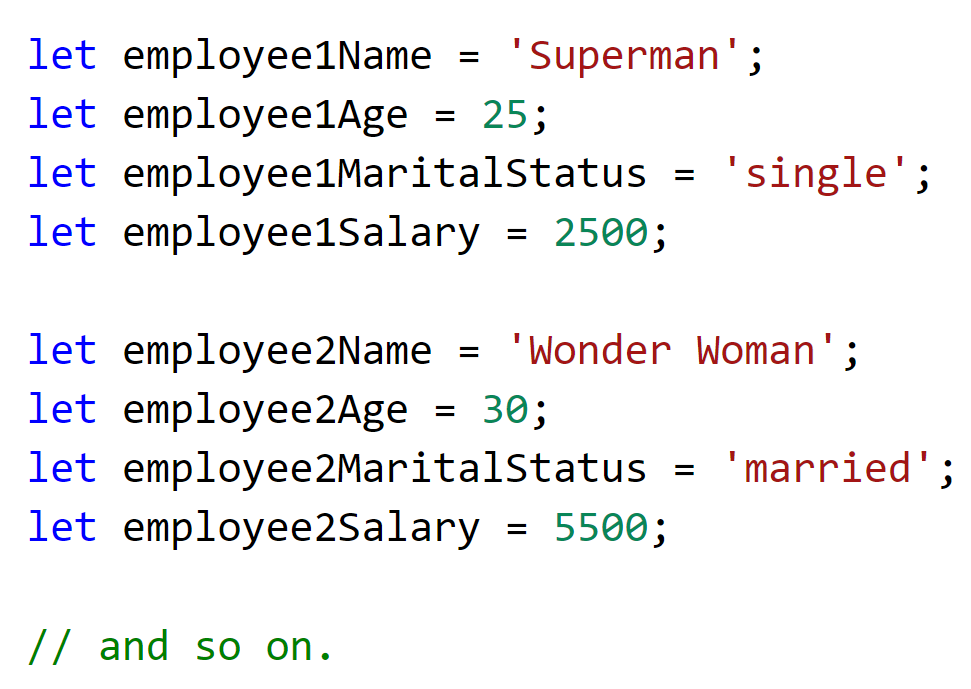 let employee1Name = 'Superman';
let employee1Age = 25;
let employee1MaritalStatus = 'single';
let employee1Salary = 2500;
let employee2Name = 'Wonder Woman';
let employee2Age = 30;
let employee2MaritalStatus = 'married';
let employee2Salary = 5500;
// and so on.